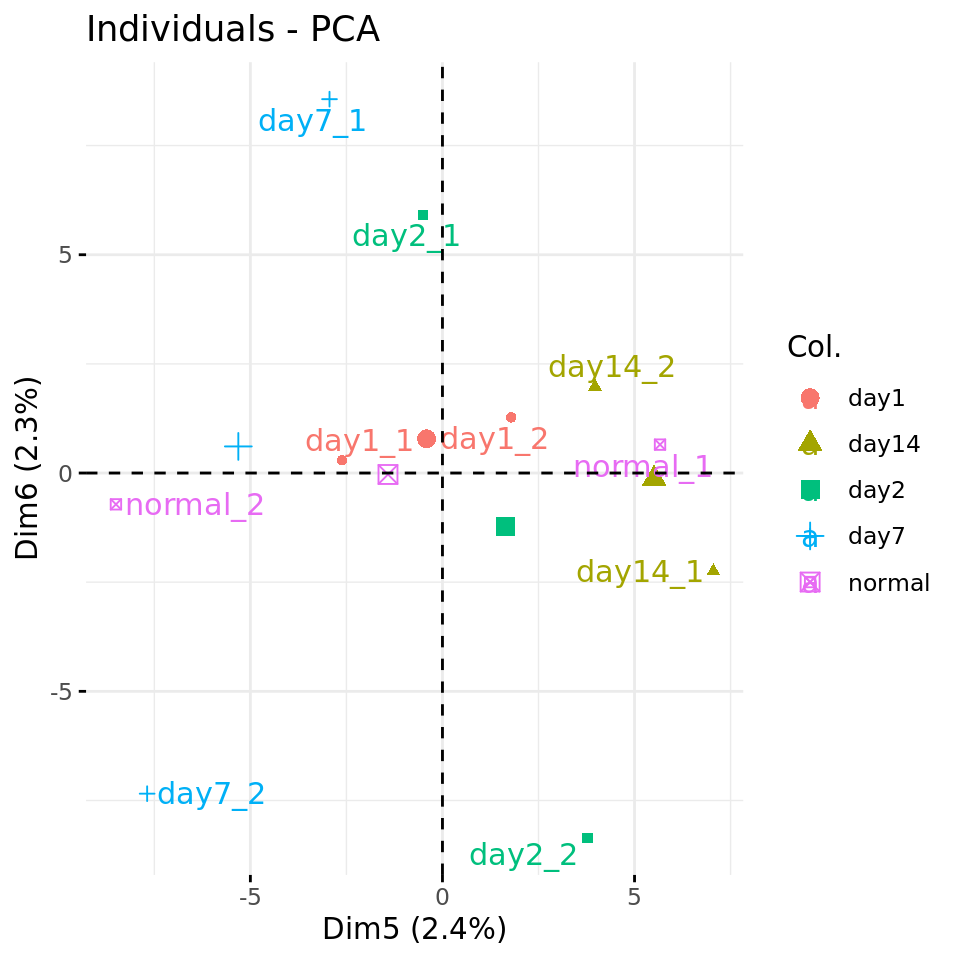 Individuals - PCA
day7_1
day2_1
5
day14_2
Col.
day1
day1_1
day1_2
day14
Dim6 (2.3%)
0
normal_1
day2
normal_2
a
day7
day14_1
a
normal
-5
day7_2
day2_2
-5
0
5
Dim5 (2.4%)